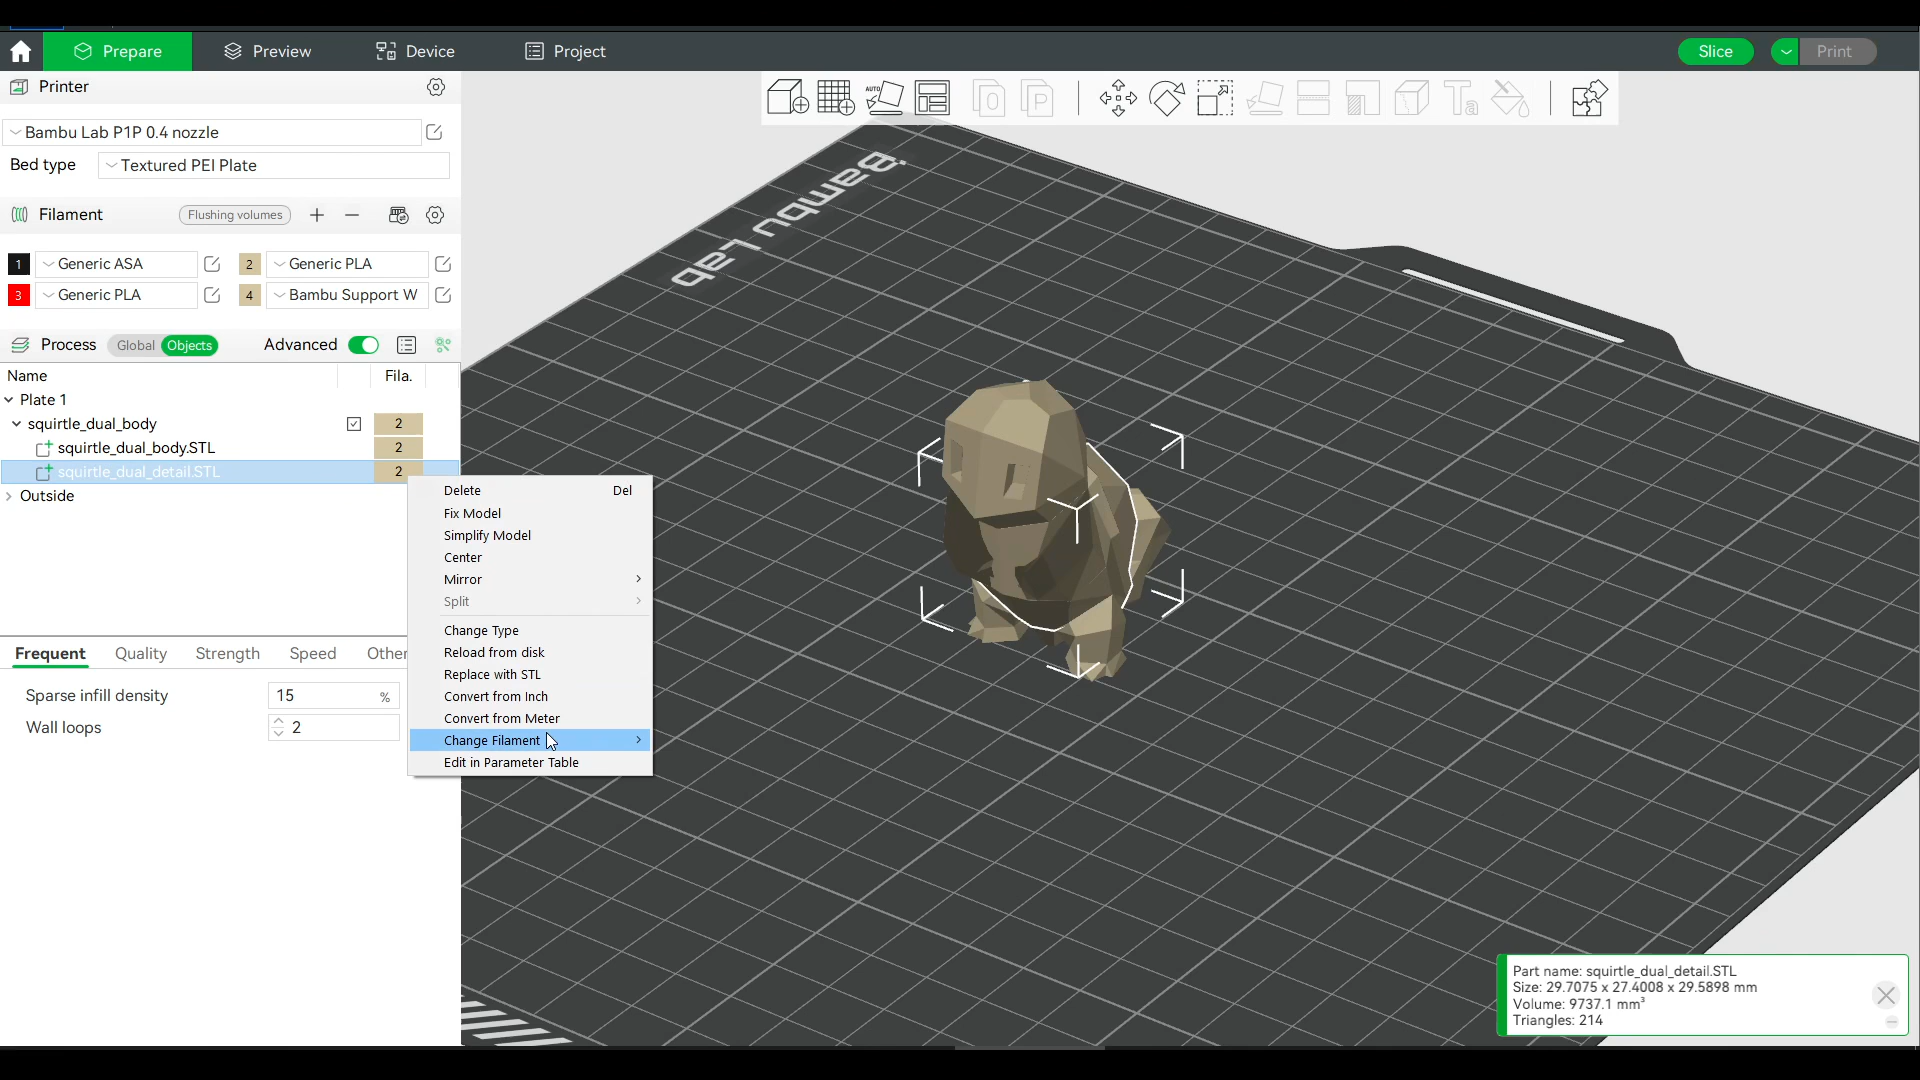 Prepare
Preview
Device
Project
Slice
Print
Printer
Bambu Lab P1P 0.4 nozzle
Bed type
Textured PEI Plate
Filament
Flushing volumes
1 Generic ASA
2 Generic PLA
3 Generic PLA
4 Bambu Support W
Process
Global
Objects
Advanced
Name
Fila.
Plate 1
squirtle_dual_body
2
squirtle_dual_body.STL
2
squirtle_dual_detail.STL
2
Outside
Delete Del
Fix Model
Simplify Model
Center
Mirror
Split
Change Type
Reload from disk
Replace with STL
Convert from Inch
Convert from Meter
Change Filament
Edit in Parameter Table
Frequent
Quality
Strength
Speed
Other
Sparse infill density
15
%
Wall loops
2
AUTO
O
P
Ta
Bambu Lab
Part name: squirtle_dual_detail.STL
Size: 29.7075 x 27.4008 x 29.5898 mm
Volume: 9737.1 mm³
Triangles: 214